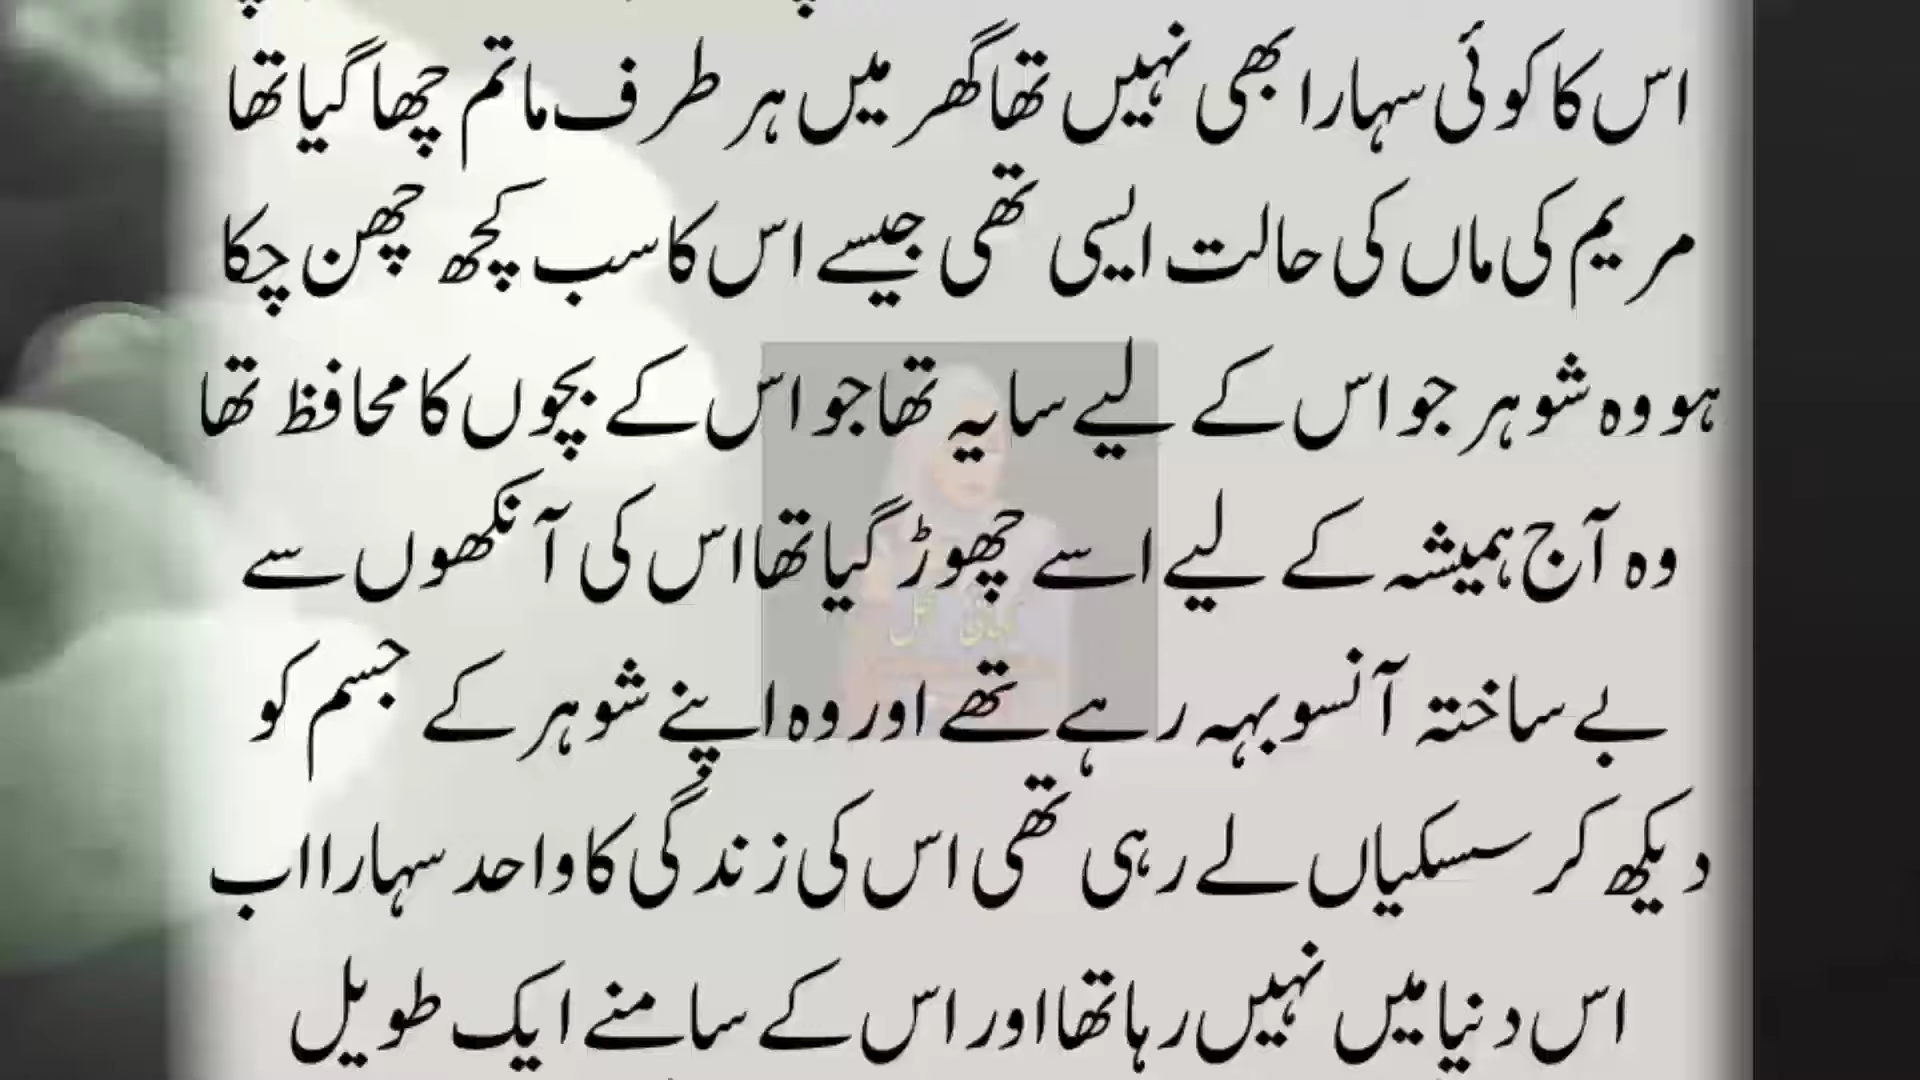 اس کا کوئی سہارا بھی نہیں تھا گھر میں ہر طرف ماتم چھا گیا تھا
مریم کی ماں کی حالت ایسی تھی جیسے اس کا سب کچھ چھن چکا
ہو وہ شوہر جو اس کے لیے سایہ تھا جو اس کے بچوں کا محافظ تھا
وہ آج ہمیشہ کے لیے اسے چھوڑ گیا تھا اس کی آنکھوں سے
بے ساختہ آنسو بہہ رہے تھے اور وہ اپنے شوہر کے جسم کو
دیکھ کر سسکیاں لے رہی تھی اس کی زندگی کا واحد سہارا اب
اس دنیا میں نہیں رہا تھا اور اس کے سامنے ایک طویل